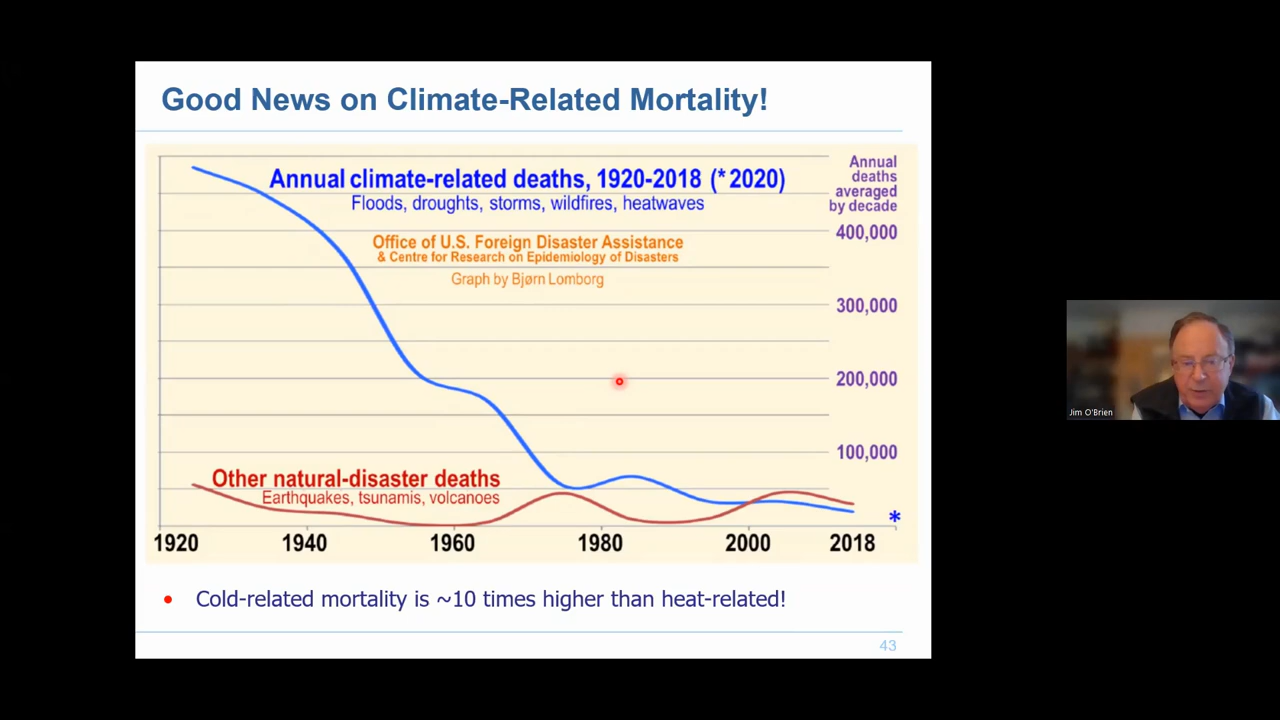 Good News on Climate-Related Mortality!
Annual climate-related deaths, 1920-2018 (*2020)
Floods, droughts, storms, wildfires, heatwaves
Office of U.S. Foreign Disaster Assistance
& Centre for Research on Epidemiology of Disasters
Graph by Bjørn Lomborg
Annual
deaths
averaged
by decade
400,000
300,000
200,000
100,000
Other natural-disaster deaths
Earthquakes, tsunamis, volcanoes
*
1920 1940 1960 1980 2000 2018
• Cold-related mortality is ~10 times higher than heat-related!
43
Jim O'Brien